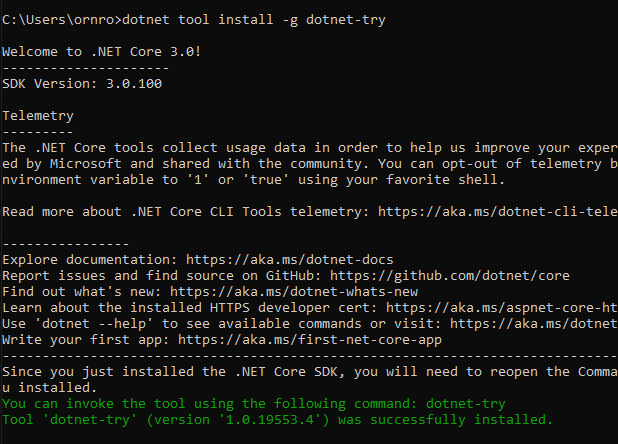 C:\Users\ornro>dotnet tool install -g dotnet-try
Welcome to .NET Core 3.0!
---------------------
SDK Version: 3.0.100
Telemetry
---------
The .NET Core tools collect usage data in order to help us improve your exper
ed by Microsoft and shared with the community. You can opt-out of telemetry b
nvironment variable to '1' or 'true' using your favorite shell.
Read more about .NET Core CLI Tools telemetry: https://aka.ms/dotnet-cli-tele
----------------
Explore documentation: https://aka.ms/dotnet-docs
Report issues and find source on GitHub: https://github.com/dotnet/core
Find out what's new: https://aka.ms/dotnet-whats-new
Learn about the installed HTTPS developer cert: https://aka.ms/aspnet-core-ht
Use 'dotnet --help' to see available commands or visit: https://aka.ms/dotnet
Write your first app: https://aka.ms/first-net-core-app
-----------------------------------------------------------------------------
Since you just installed the .NET Core SDK, you will need to reopen the Comma
u installed.
You can invoke the tool using the following command: dotnet-try
Tool 'dotnet-try' (version '1.0.19553.4') was successfully installed.